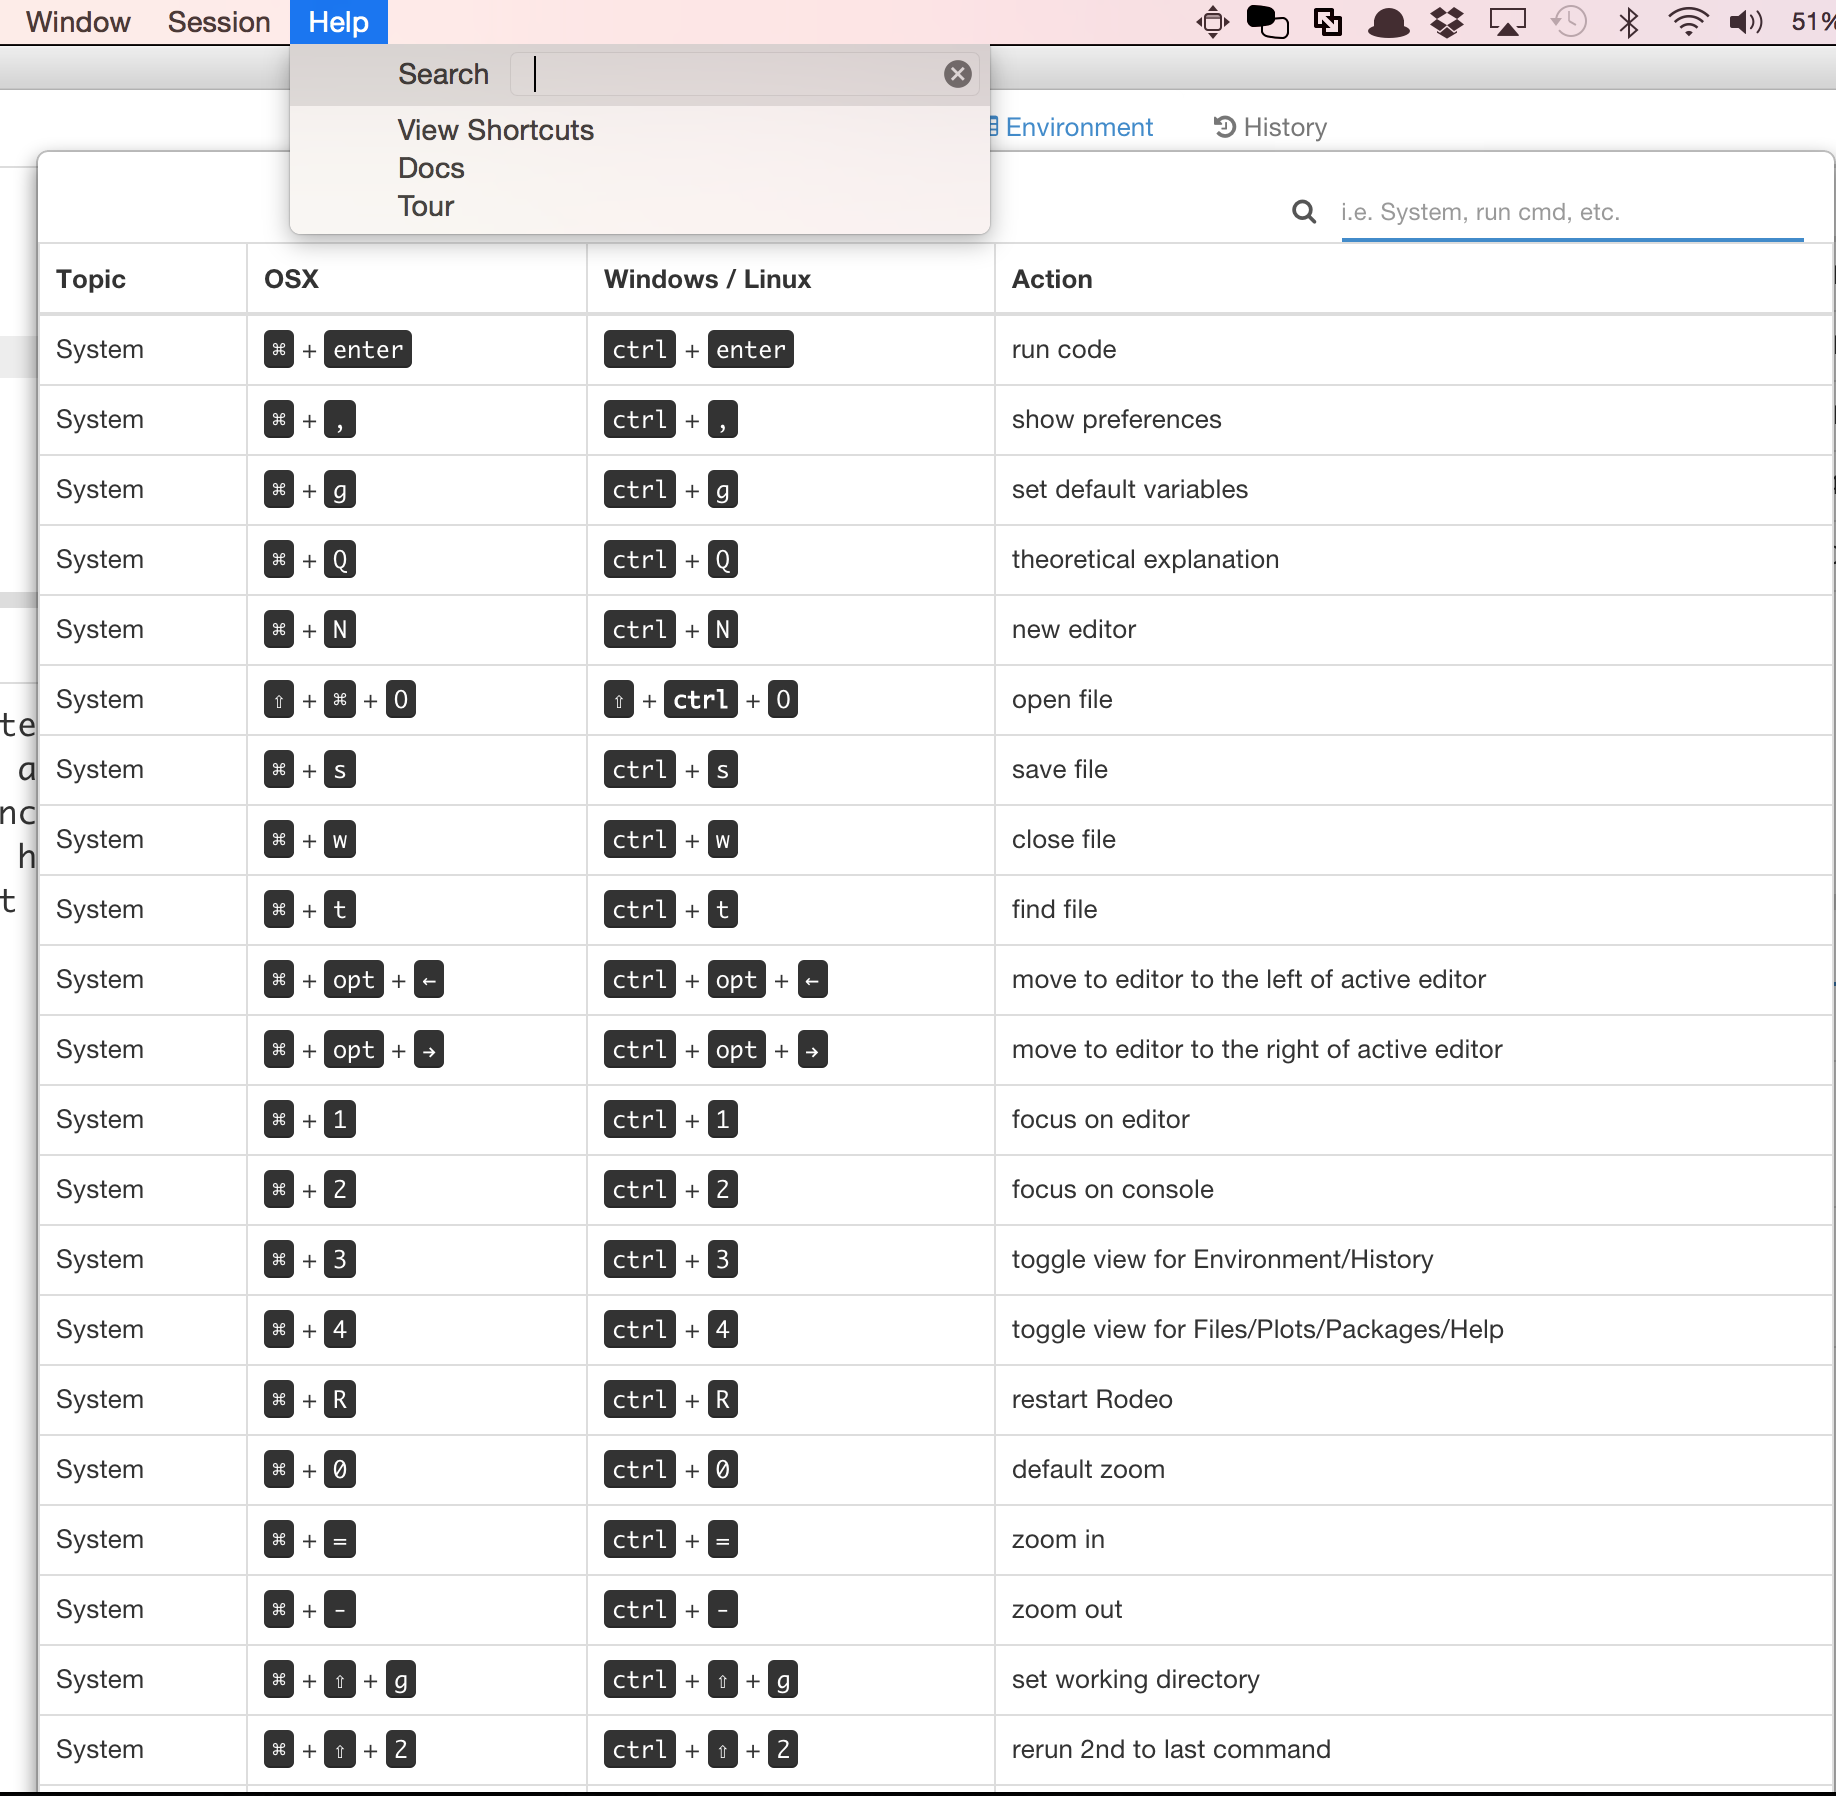 Window Session Help 51%
Search
View Shortcuts
Docs
Tour
Environment History
i.e. System, run cmd, etc.
Topic OSX Windows / Linux Action
System ⌘ + enter ctrl + enter run code
System ⌘ + , ctrl + , show preferences
System ⌘ + g ctrl + g set default variables
System ⌘ + Q ctrl + Q theoretical explanation
System ⌘ + N ctrl + N new editor
System ⇧ + ⌘ + O ⇧ + ctrl + O open file
te
System ⌘ + s ctrl + s save file
a
System ⌘ + w ctrl + w close file
nc
h
System ⌘ + t ctrl + t find file
t
System ⌘ + opt + ← ctrl + opt + ← move to editor to the left of active editor
System ⌘ + opt + → ctrl + opt + → move to editor to the right of active editor
System ⌘ + 1 ctrl + 1 focus on editor
System ⌘ + 2 ctrl + 2 focus on console
System ⌘ + 3 ctrl + 3 toggle view for Environment/History
System ⌘ + 4 ctrl + 4 toggle view for Files/Plots/Packages/Help
System ⌘ + R ctrl + R restart Rodeo
System ⌘ + 0 ctrl + 0 default zoom
System ⌘ + = ctrl + = zoom in
System ⌘ + - ctrl + - zoom out
System ⌘ + ⇧ + g ctrl + ⇧ + g set working directory
System ⌘ + ⇧ + 2 ctrl + ⇧ + 2 rerun 2nd to last command